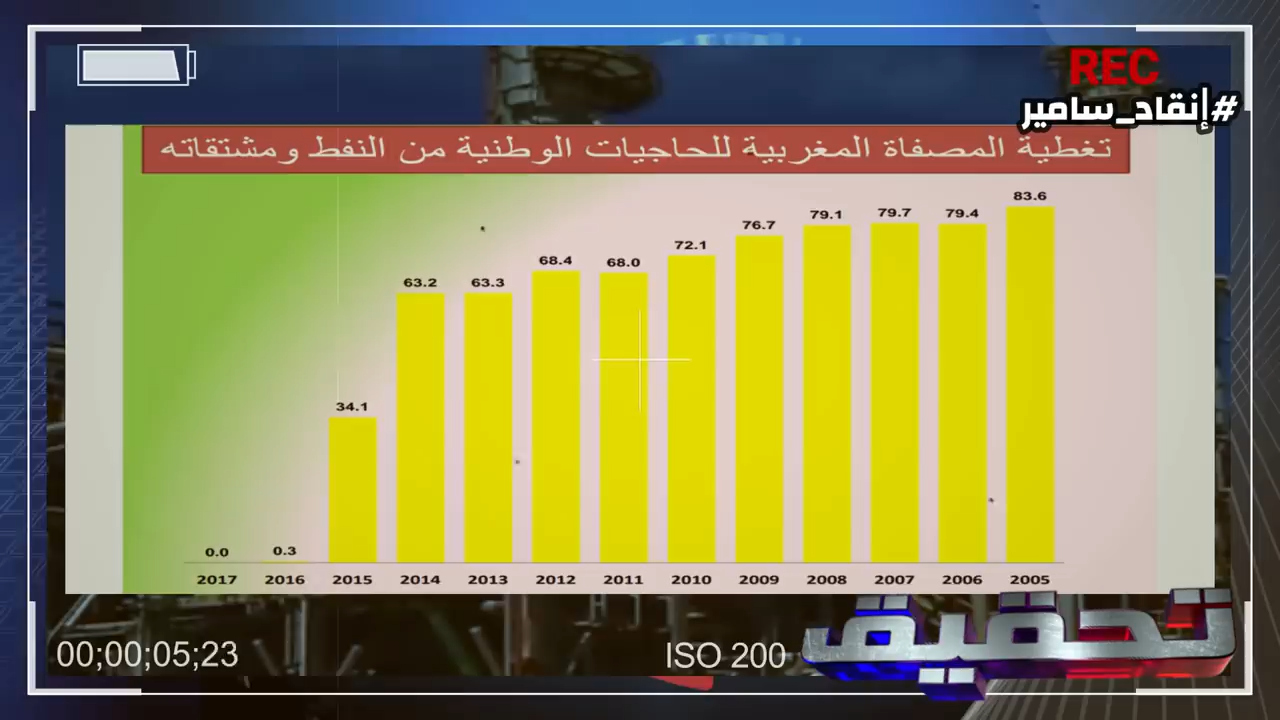 REC
#إنقاد_سامير
تغطية المصفاة المغربية للحاجيات الوطنية من النفط ومشتقاته
83.6
79.4
79.7
79.1
76.7
72.1
68.0
68.4
63.3
63.2
34.1
0.3
0.0
2017 2016 2015 2014 2013 2012 2011 2010 2009 2008 2007 2006 2005
00;00;05;23
ISO 200
تحقيق